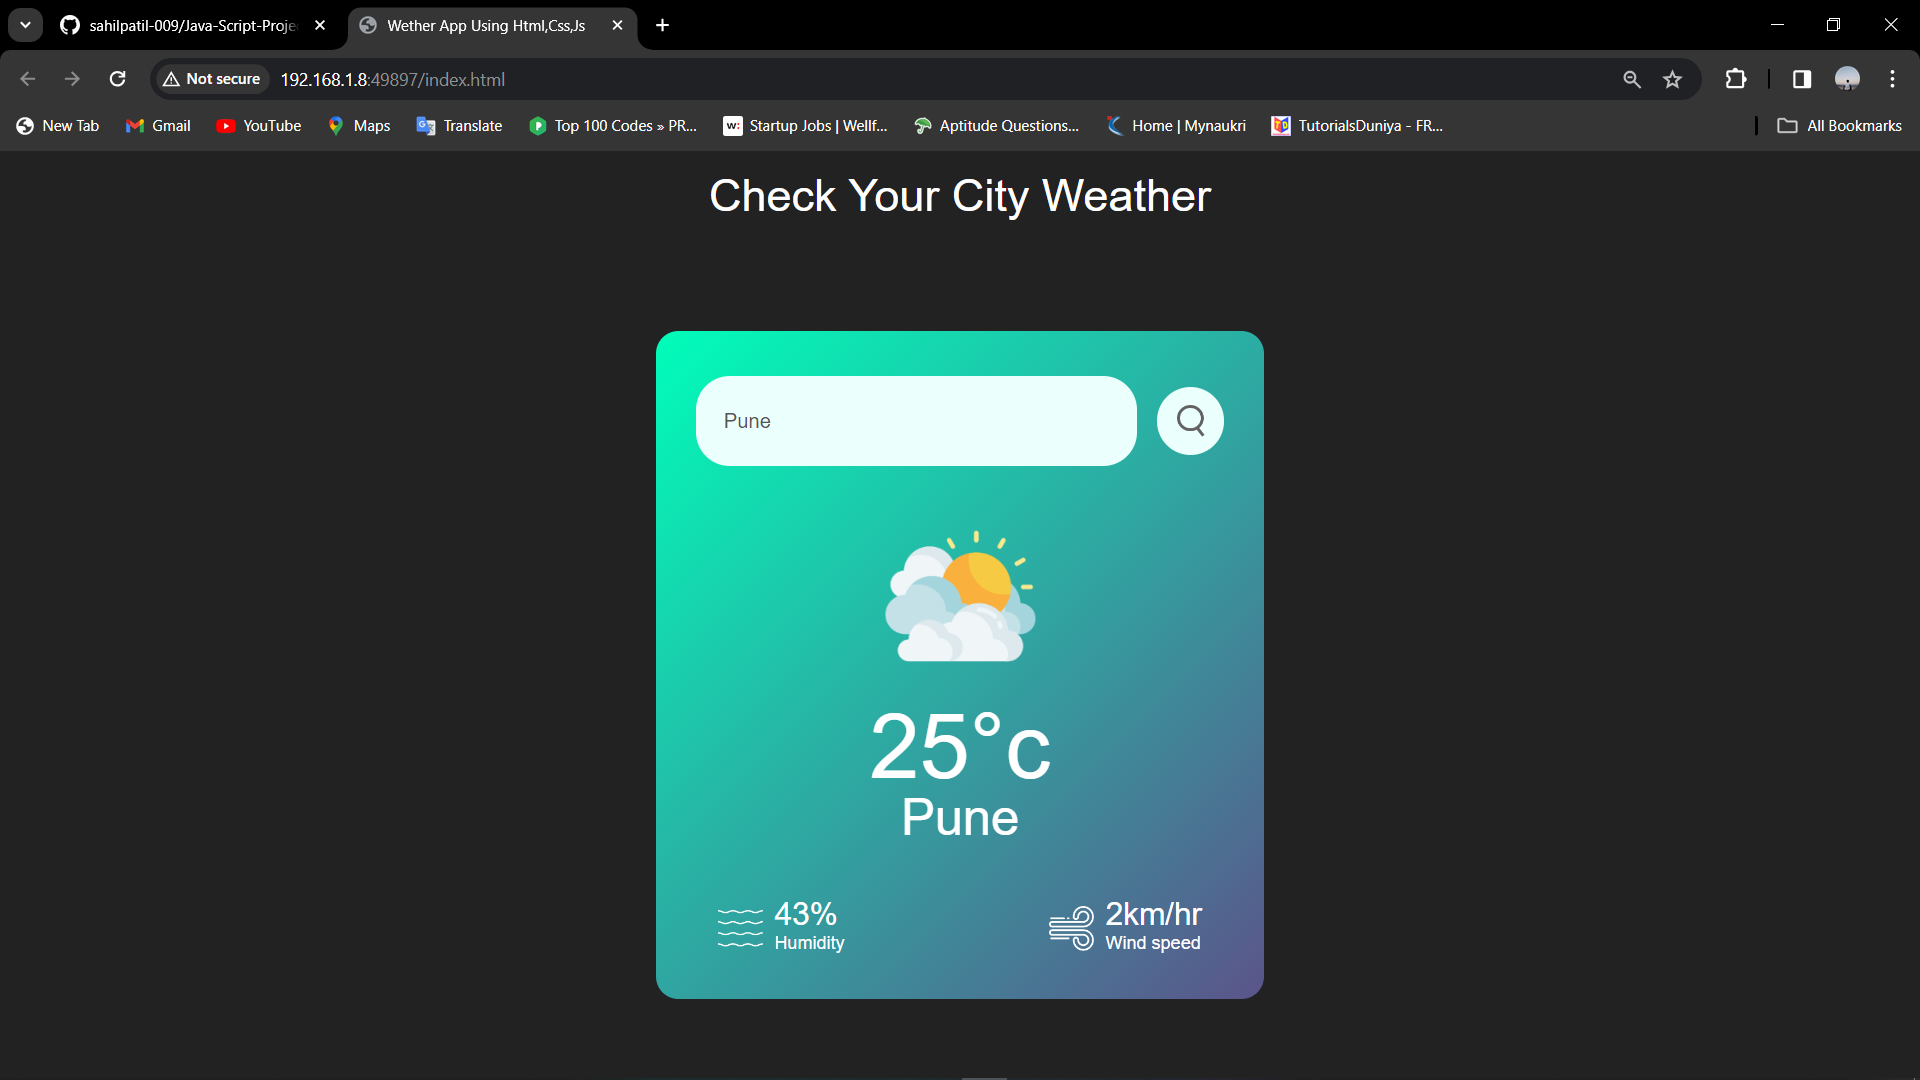 sahilpatil-009/Java-Script-Proje
Wether App Using Html,Css,Js
Not secure
192.168.1.8:49897/index.html
New Tab
Gmail
YouTube
Maps
Translate
Top 100 Codes » PR...
w:
Startup Jobs | Wellf...
Aptitude Questions...
Home | Mynaukri
TutorialsDuniya - FR...
All Bookmarks
Check Your City Weather
Pune
25°c
Pune
43%
Humidity
2km/hr
Wind speed